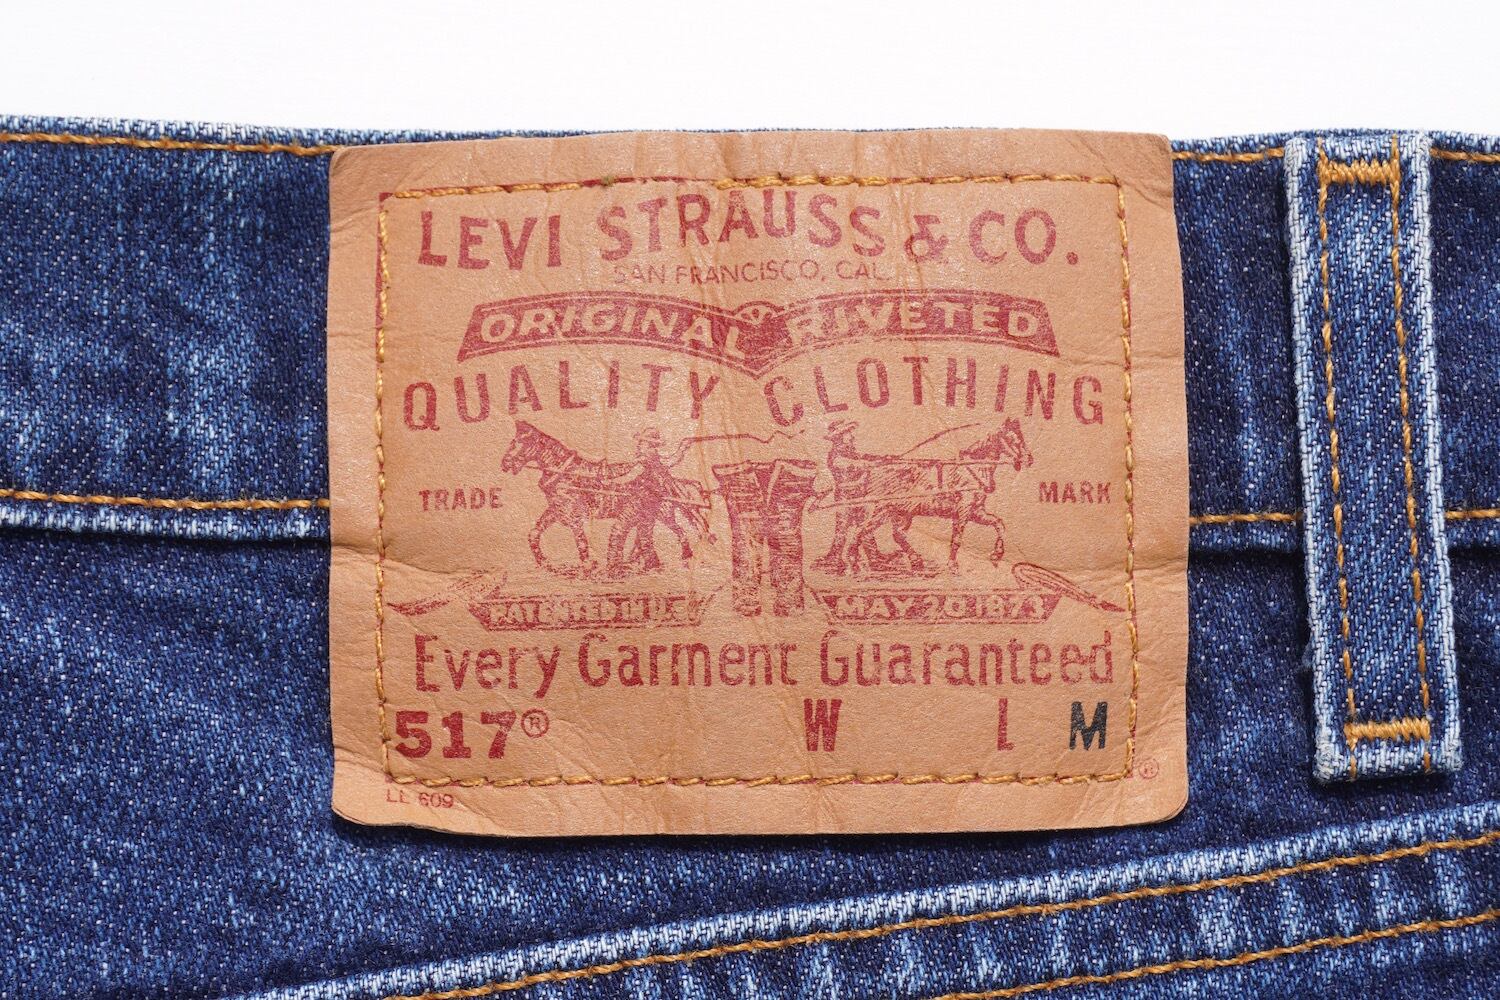 LEVI STRAUSS & CO.
SAN FRANCISCO, CAL.
ORIGINAL RIVETED
QUALITY CLOTHING
TRADE MARK
PATENTED IN U.S. MAY 20 1873
Every Garment Guaranteed
517® W L M
®
LE 609